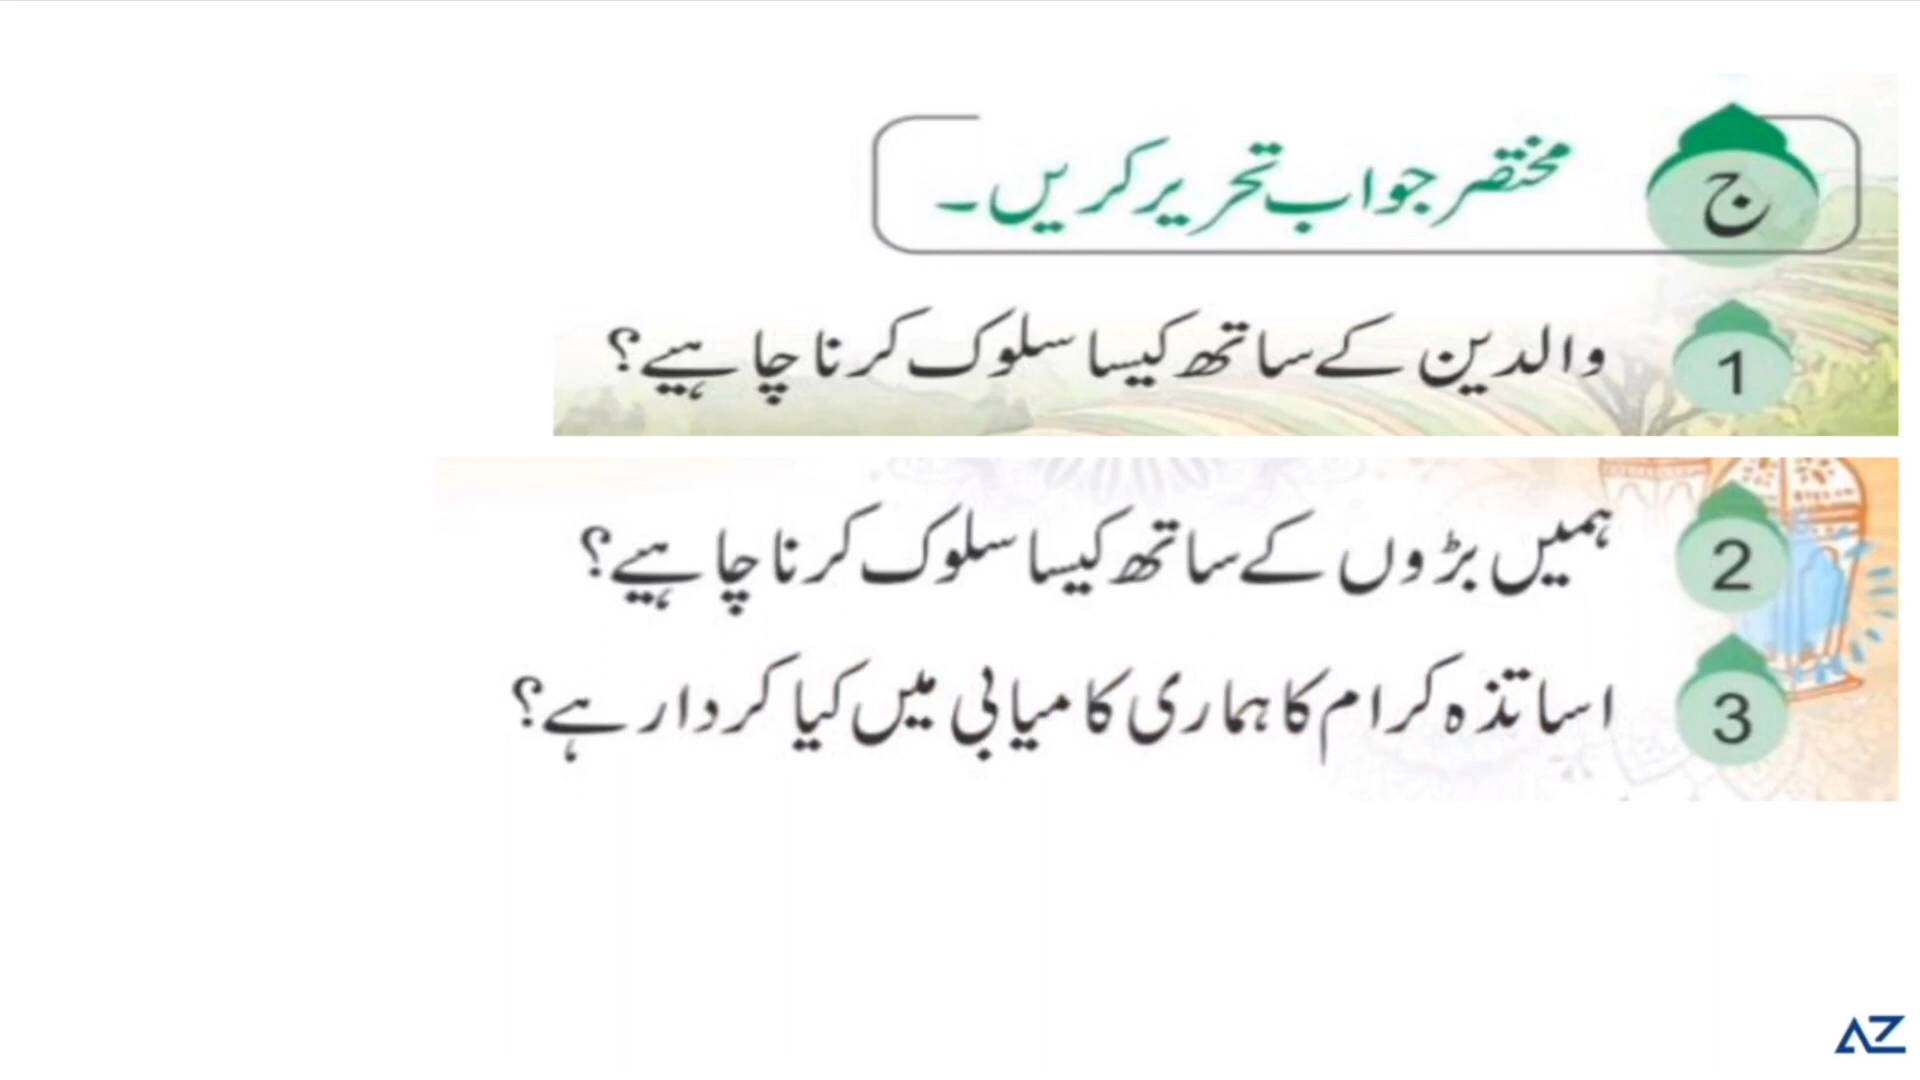 ج مختصر جواب تحریر کریں۔
1 والدین کے ساتھ کیسا سلوک کرنا چاہیے؟
2 ہمیں بڑوں کے ساتھ کیسا سلوک کرنا چاہیے؟
3 اساتذہ کرام کا ہماری کامیابی میں کیا کردار ہے؟
AZ